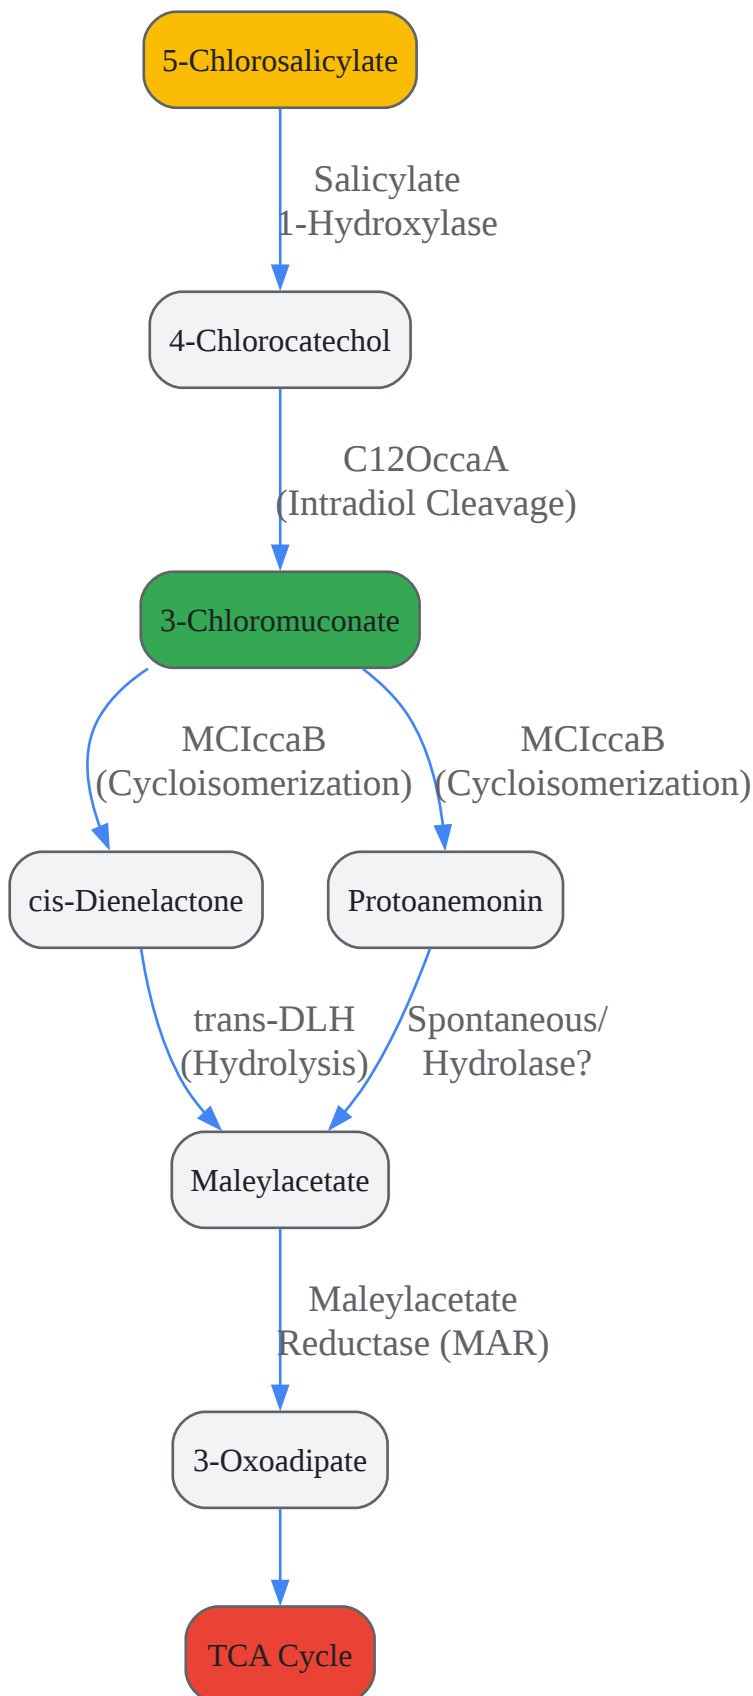 5-Chlorosalicylate
Salicylate
1-Hydroxylase
4-Chlorocatechol
C12OccaA
(Intradiol Cleavage)
3-Chloromuconate
MCIccaB
(Cycloisomerization)
MCIccaB
(Cycloisomerization)
cis-Dienelactone
Protoanemonin
trans-DLH
(Hydrolysis)
Spontaneous/
Hydrolase?
Maleylacetate
Maleylacetate
Reductase (MAR)
3-Oxoadipate
TCA Cycle